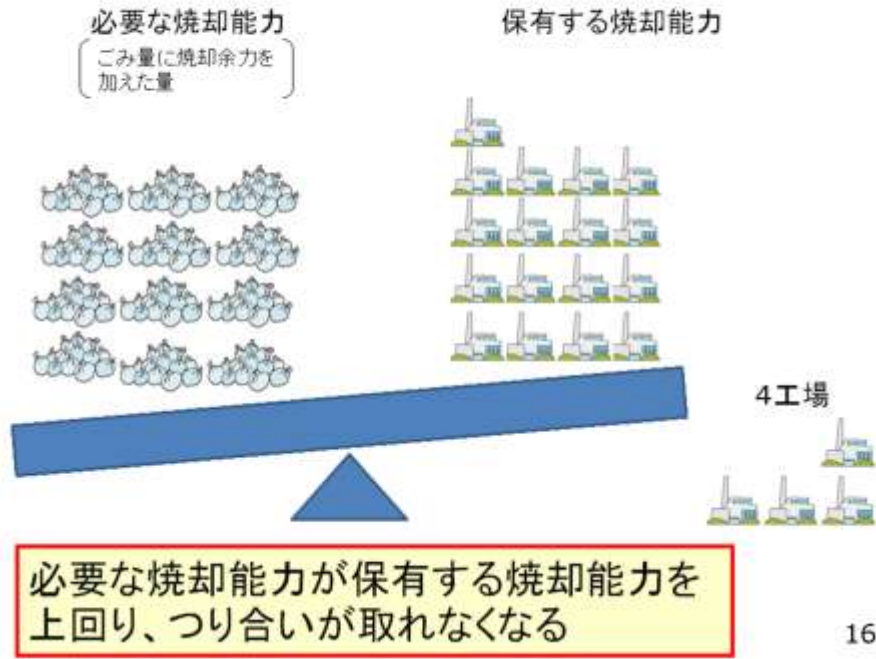 必要な焼却能力
ごみ量に焼却余力を
加えた量
保有する焼却能力
4工場
必要な焼却能力が保有する焼却能力を
上回り、つり合いが取れなくなる
16